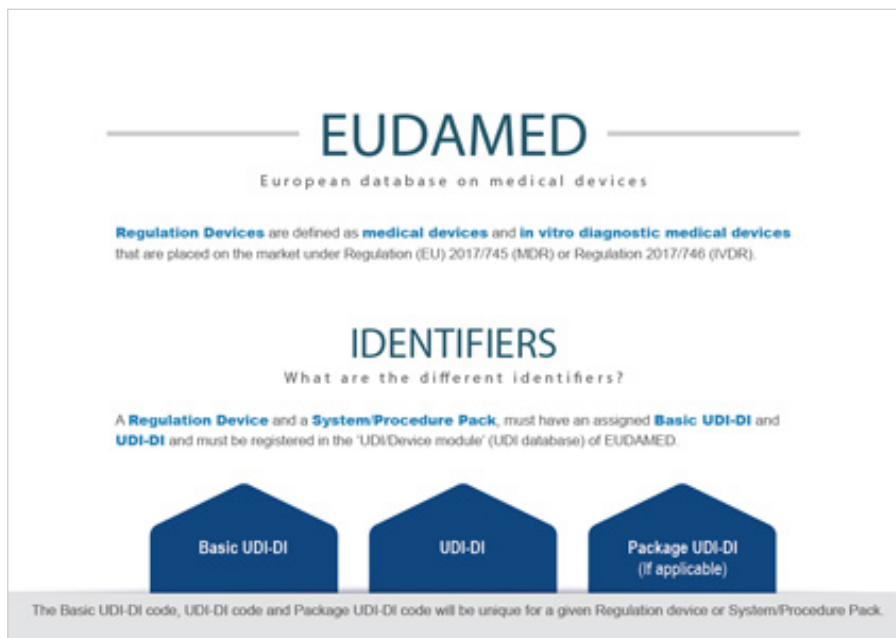 EUDAMED
European database on medical devices
Regulation Devices are defined as medical devices and in vitro diagnostic medical devices
that are placed on the market under Regulation (EU) 2017/745 (MDR) or Regulation 2017/746 (IVDR).
IDENTIFIERS
What are the different identifiers?
A Regulation Device and a System/Procedure Pack, must have an assigned Basic UDI-DI and
UDI-DI and must be registered in the 'UDI/Device module' (UDI database) of EUDAMED.
Basic UDI-DI
UDI-DI
Package UDI-DI
(If applicable)
The Basic UDI-DI code, UDI-DI code and Package UDI-DI code will be unique for a given Regulation device or System/Procedure Pack.